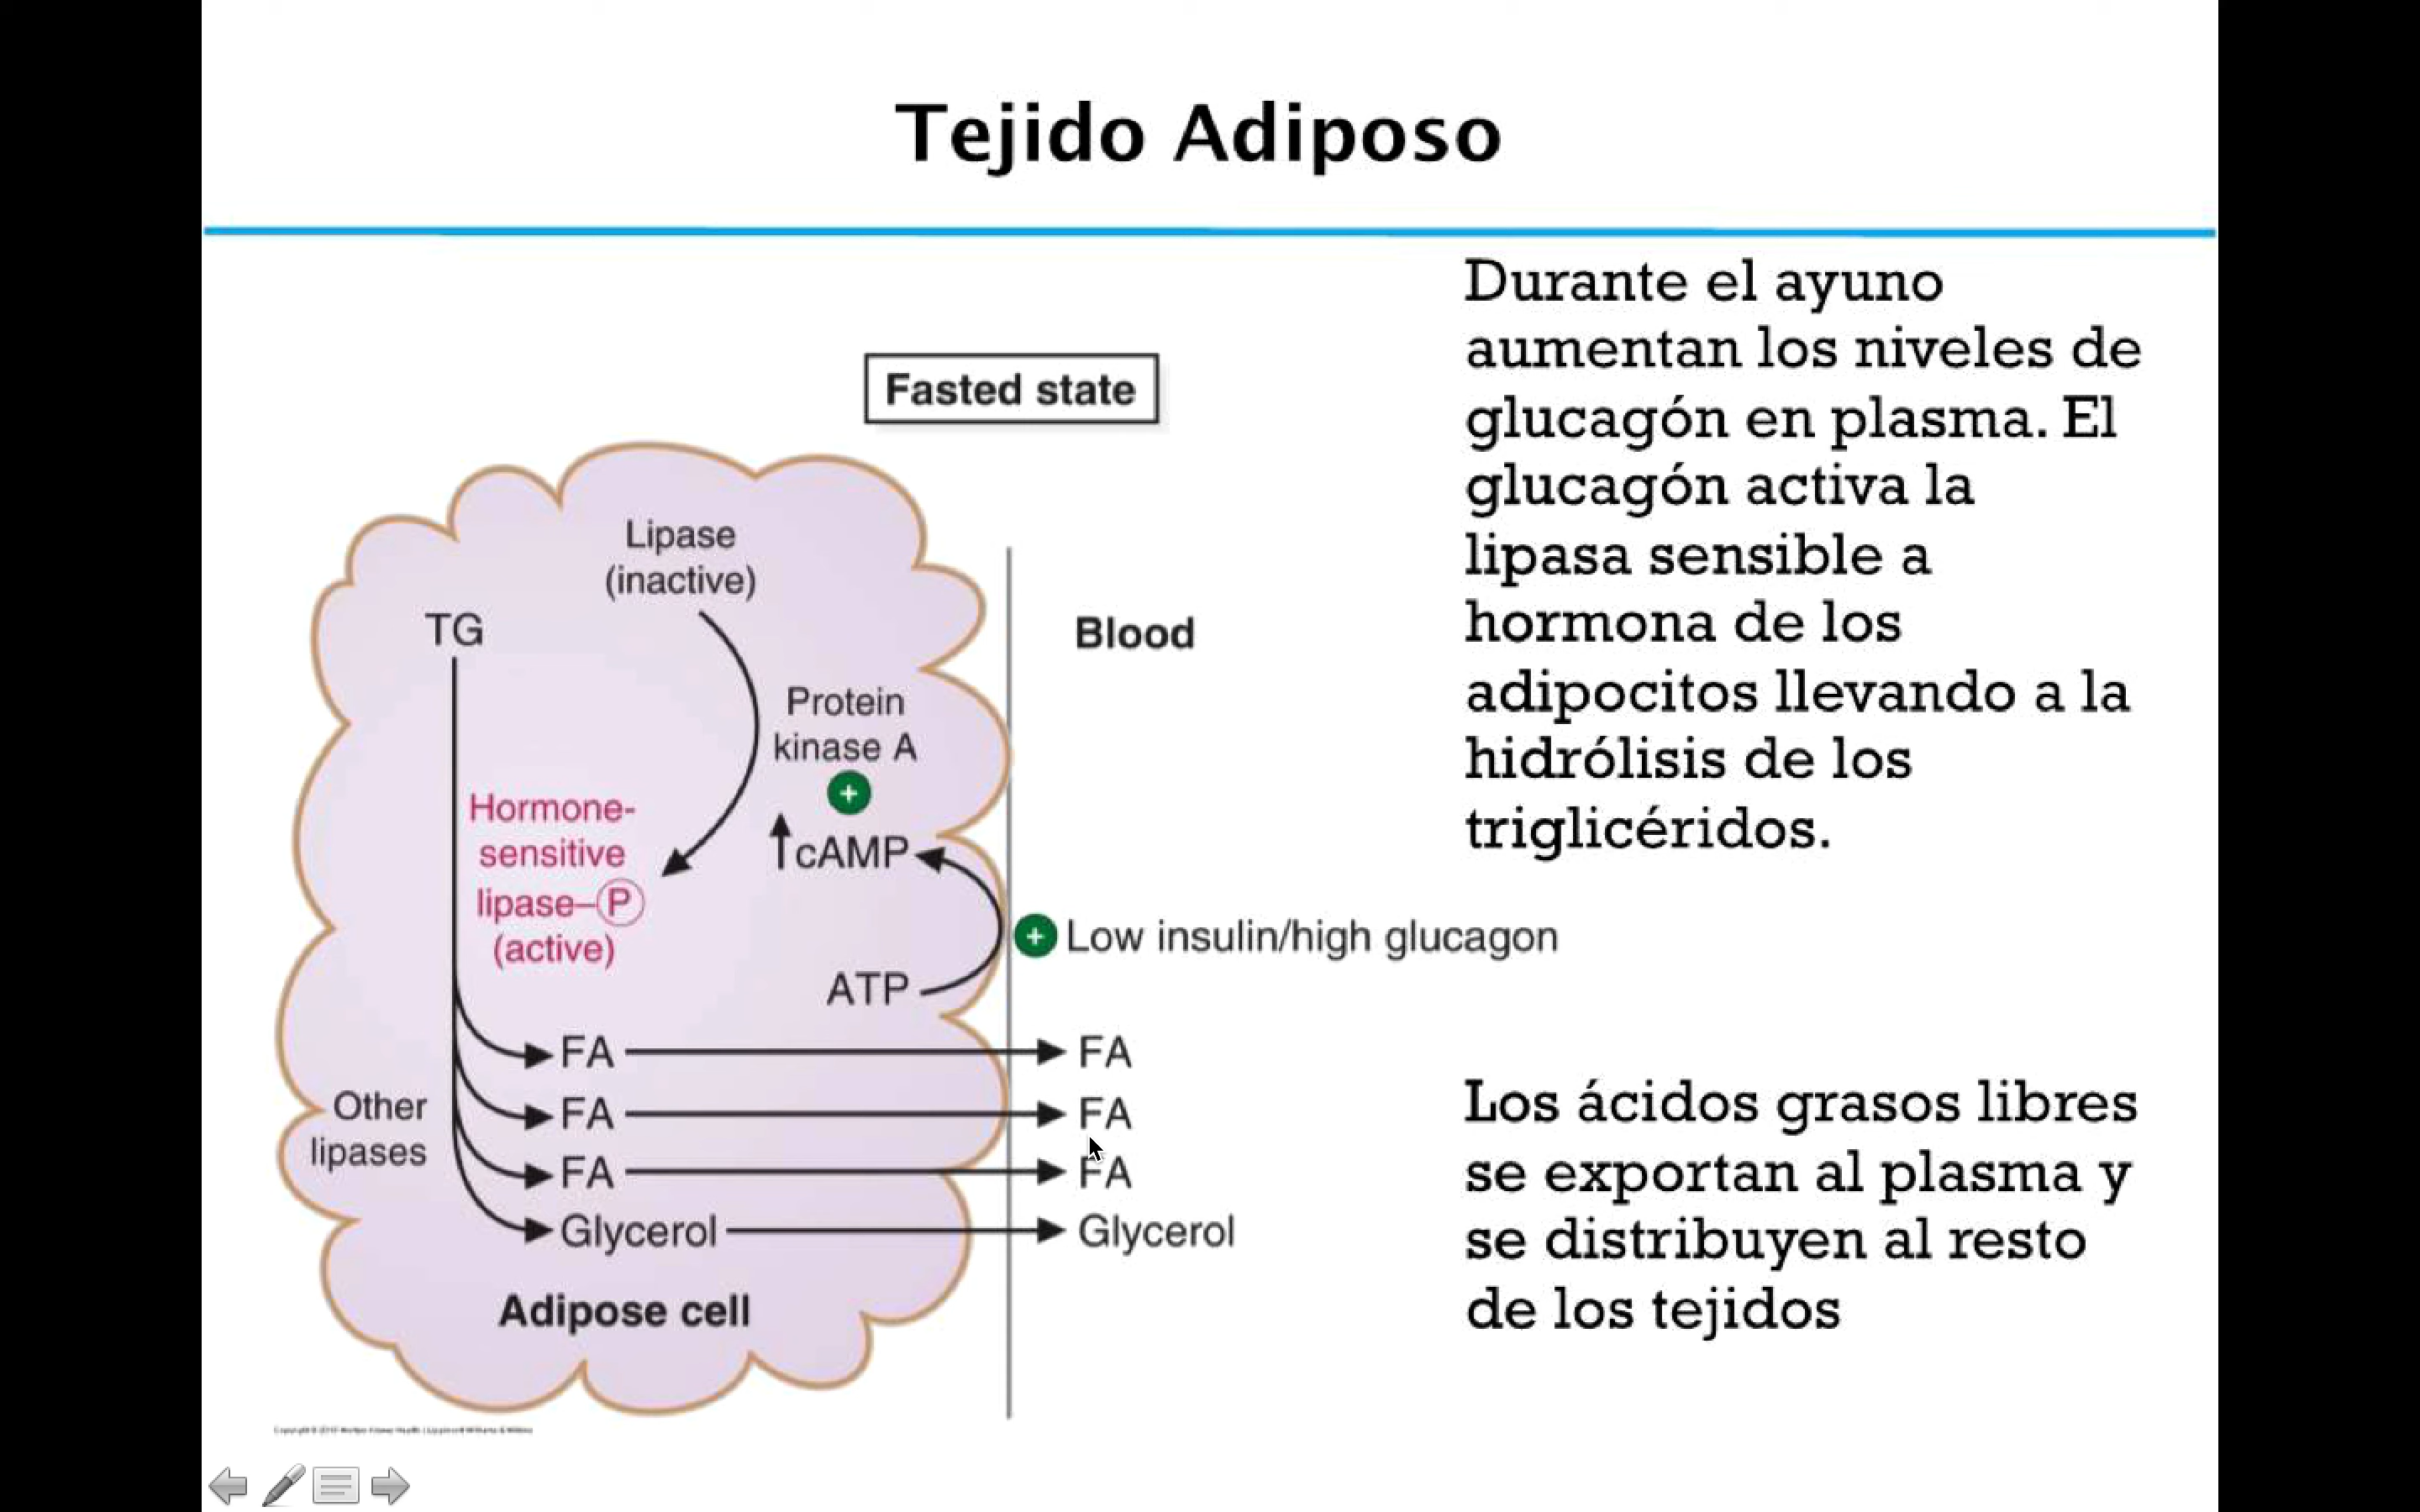 Tejido Adiposo
Fasted state
Lipase
(inactive)
TG
Blood
Protein
kinase A
+
Hormone-
sensitive
lipase–P
(active)
↑cAMP
+ Low insulin/high glucagon
ATP
FA
FA
FA
FA
Other
lipases
FA
FA
Glycerol
Glycerol
Adipose cell
Durante el ayuno
aumentan los niveles de
glucagón en plasma. El
glucagón activa la
lipasa sensible a
hormona de los
adipocitos llevando a la
hidrólisis de los
triglicéridos.
Los ácidos grasos libres
se exportan al plasma y
se distribuyen al resto
de los tejidos